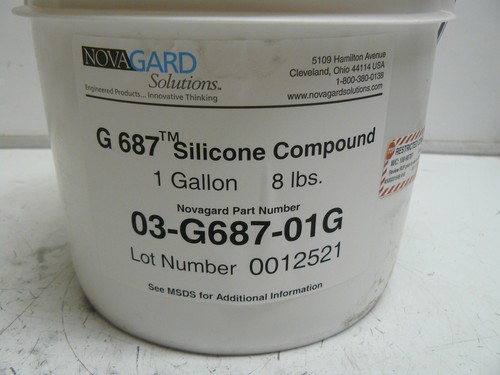 NOVAGARD
Solutions™
Engineered Products... Innovative Thinking
5109 Hamilton Avenue
Cleveland, Ohio 44114 USA
1-800-380-0138
www.novagardsolutions.com
G 687™ Silicone Compound
1 Gallon 8 lbs.
Novagard Part Number
03-G687-01G
Lot Number 0012521
See MSDS for Additional Information
RESTRICTED